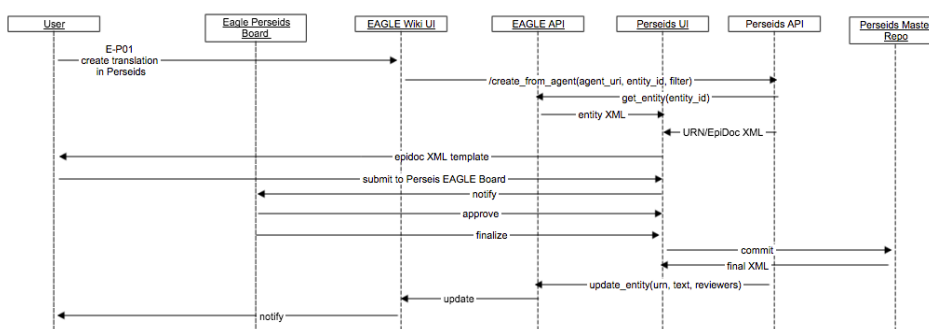 User
Eagle Perseids
Board
EAGLE Wiki UI
EAGLE API
Perseids UI
Perseids API
Perseids Maste
Repo
E-P01
create translation
in Perseids
/create_from_agent(agent_uri, entity_id, filter)
get_entity(entity_id)
entity XML
URN/EpiDoc XML
epidoc XML template
submit to Perseis EAGLE Board
notify
approve
finalize
commit
final XML
update_entity(urn, text, reviewers)
update
notify